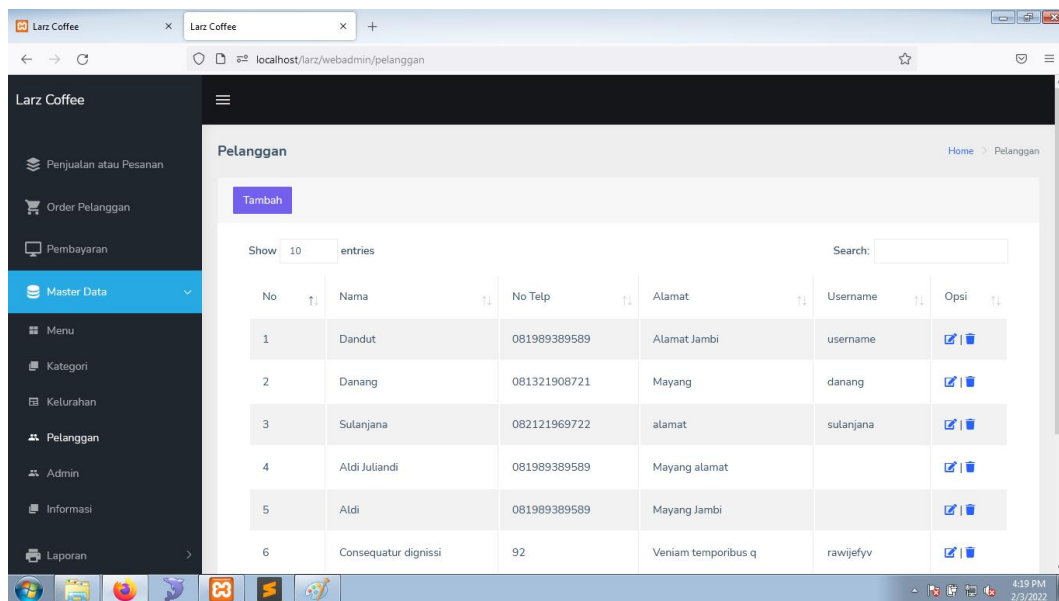 Larz Coffee
Larz Coffee
localhost/larz/webadmin/pelanggan
Larz Coffee
Penjualan atau Pesanan
Order Pelanggan
Pembayaran
Master Data
Menu
Kategori
Kelurahan
Pelanggan
Admin
Informasi
Laporan
Pelanggan
Home > Pelanggan
Tambah
Show 10 entries
Search:
No Nama No Telp Alamat Username Opsi
1 Dandut 081989389589 Alamat Jambi username |
2 Danang 081321908721 Mayang danang |
3 Sulanjana 082121969722 alamat sulanjana |
4 Aldi Juliandi 081989389589 Mayang alamat |
5 Aldi 081989389589 Mayang Jambi |
6 Consequatur dignissi 92 Veniam temporibus q rawijefyv |
4:19 PM
2/3/2022